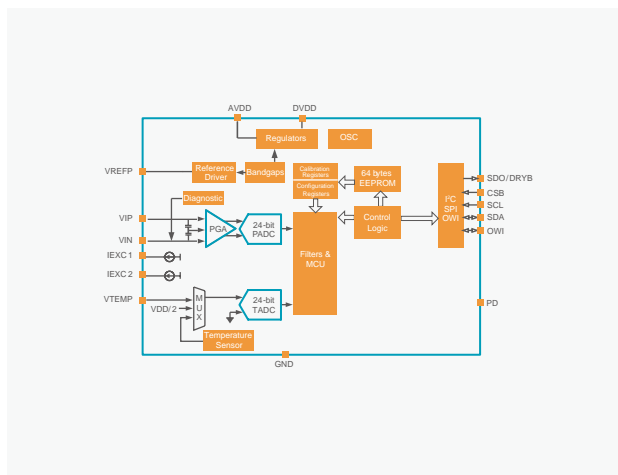 AVDD
DVDD
Regulators
OSC
VREFP
Reference
Driver
Bandgaps
Calibration
Registers
Configuration
Registers
64 bytes
EEPROM
Diagnostic
VIP
VIN
PGA
24-bit
PADC
Filters &
MCU
Control
Logic
I²C
SPI
OWI
SDO/DRYB
CSB
SCL
SDA
OWI
IEXC 1
IEXC 2
VTEMP
VDD/2
M
U
X
24-bit
TADC
Temperature
Sensor
PD
GND